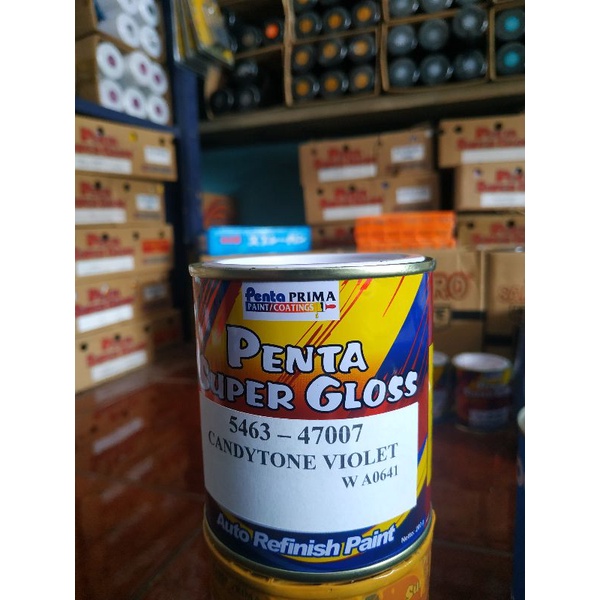 Penta PRIMA
PAINT/COATINGS
PENTA
SUPER GLOSS
5463 – 47007
CANDYTONE VIOLET
W A0641
Auto Refinish Paint